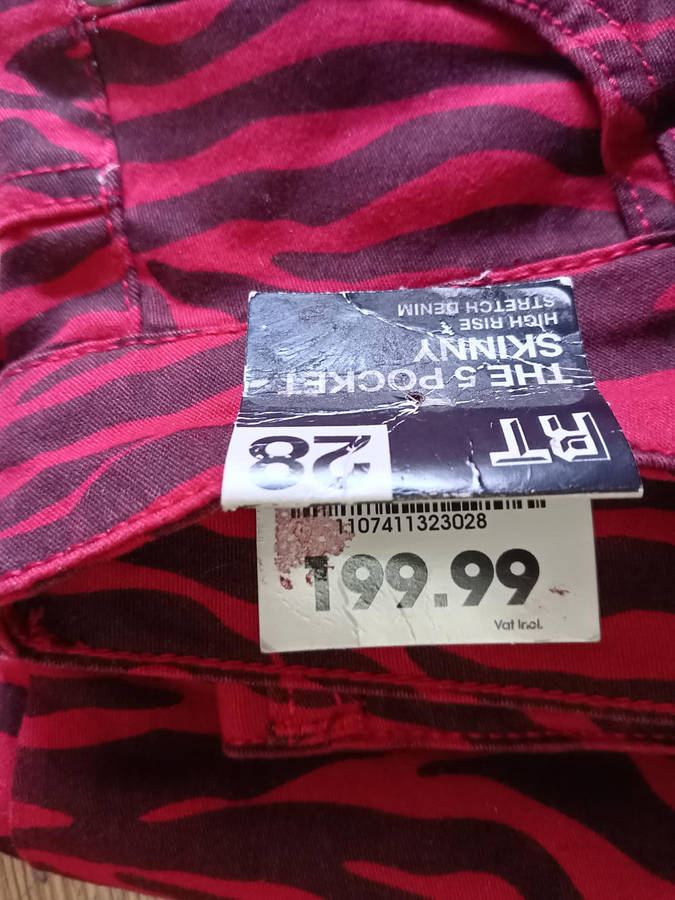 RT
28
THE 5 POCKET
SKINNY
HIGH RISE
STRETCH DENIM
1107411323028
199.99
Vat Incl.